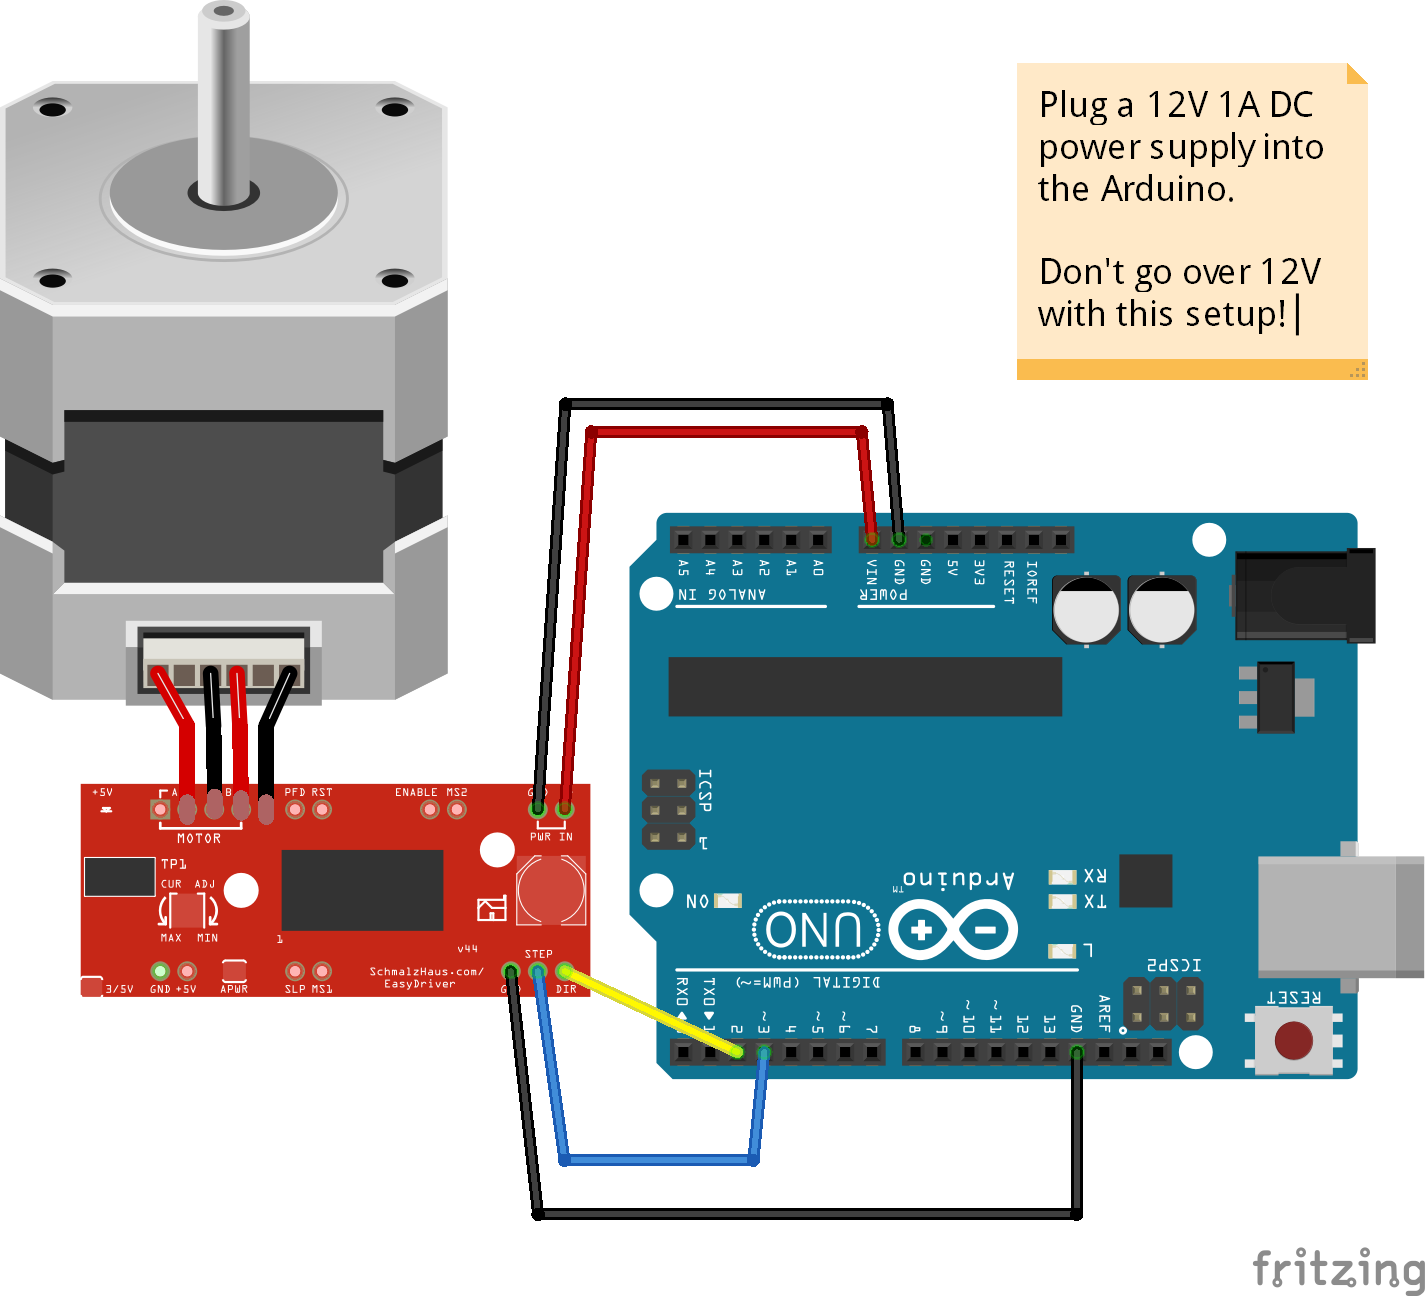 Plug a 12V 1A DC
power supply into
the Arduino.
Don't go over 12V
with this setup!
A5 A4 A3 A2 A1 A0
VIN GND GND 5V 3V3 RESET IOREF
ANALOG IN
POWER
ICSP
1
+5V
A B
PFD RST
ENABLE MS2
MOTOR
PWR IN
TP1
CUR ADJ
MAX MIN
1
v44
STEP
SchmalzHaus.com/
EasyDriver
3/5V GND +5V APWR SLP MS1
DIR
Arduino
TM
UNO
ON
RX
TX
L
DIGITAL (PWM=~)
ICSP2
RESET
RX0 TX0 2 ~3 4 ~5 ~6 7 8 ~9 ~10 ~11 12 13 GND AREF
fritzing